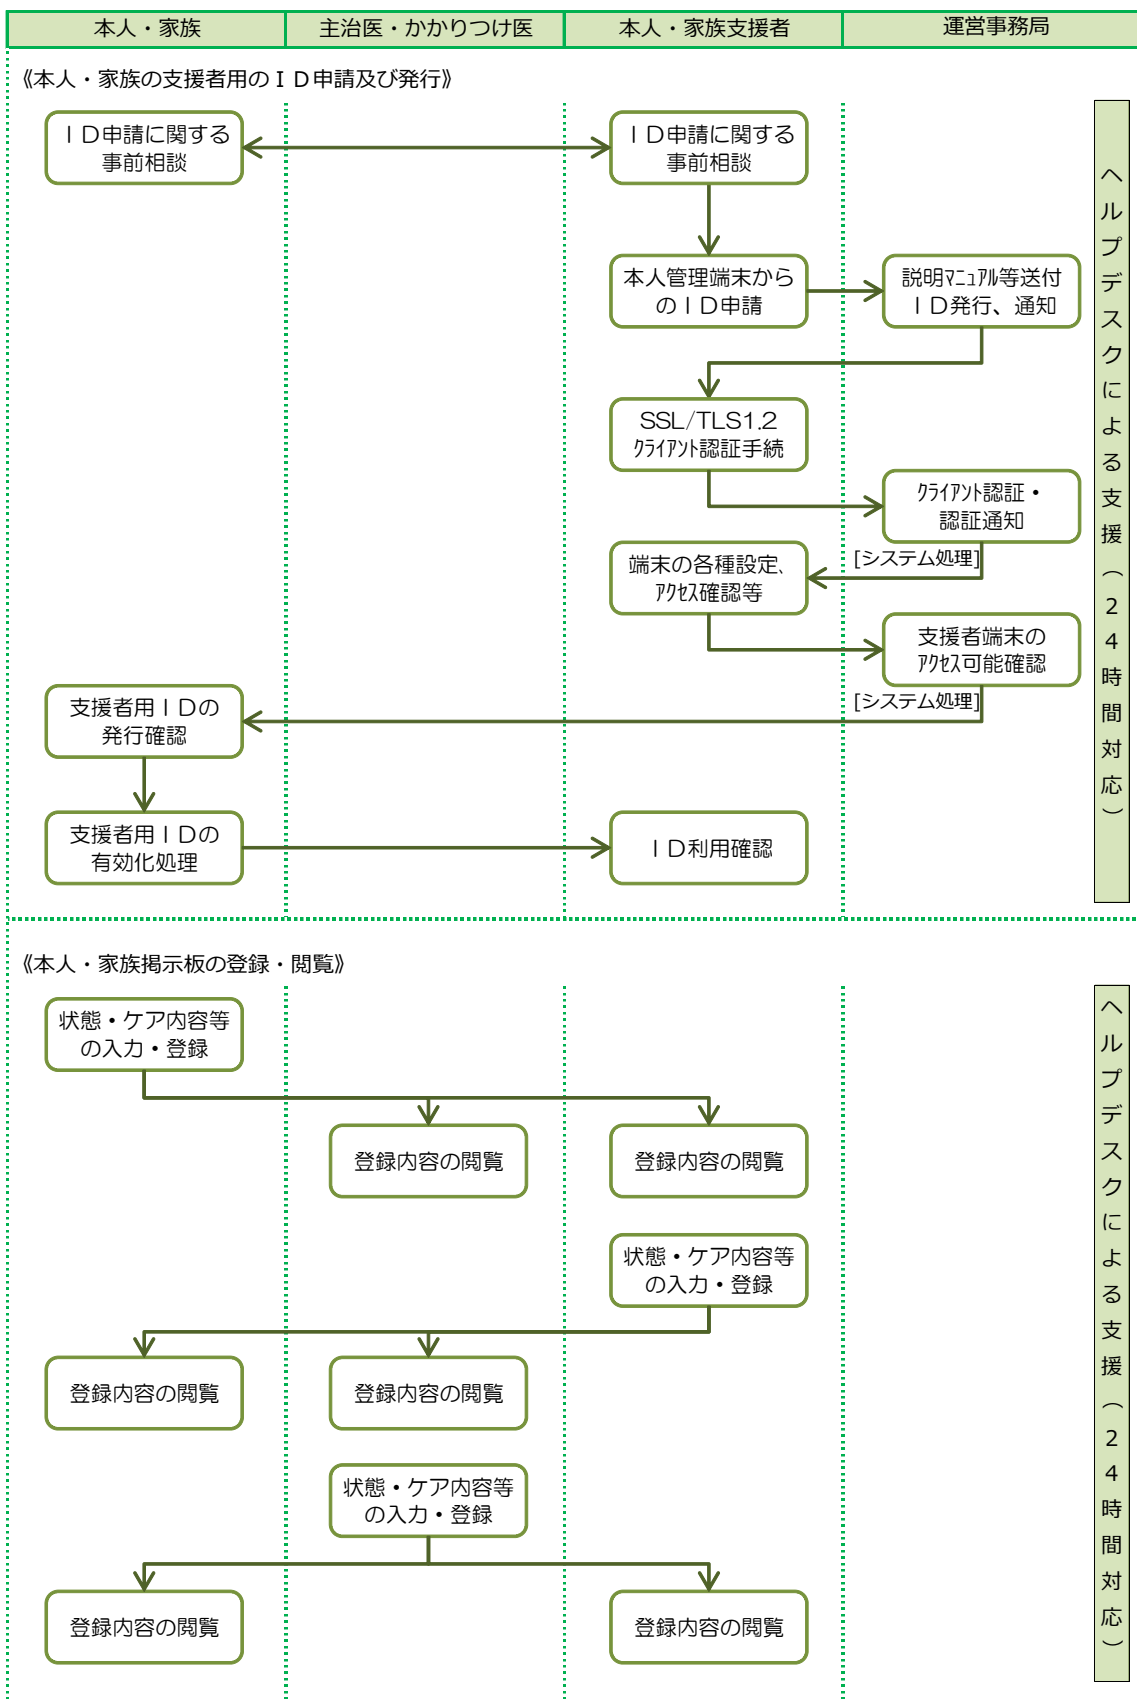 本人・家族
主治医・かかりつけ医
本人・家族支援者
運営事務局
《本人・家族の支援者用のＩＤ申請及び発行》
ＩＤ申請に関する
事前相談
ＩＤ申請に関する
事前相談
本人管理端末から
のＩＤ申請
説明ﾏﾆｭｱﾙ等送付
ＩＤ発行、通知
SSL/TLS1.2
ｸﾗｲｱﾝﾄ認証手続
ｸﾗｲｱﾝﾄ認証・
認証通知
[システム処理]
端末の各種設定、
ｱｸｾｽ確認等
支援者端末の
ｱｸｾｽ可能確認
[システム処理]
支援者用ＩＤの
発行確認
支援者用ＩＤの
有効化処理
ＩＤ利用確認
ヘルプデスクによる支援（24時間対応）
《本人・家族掲示板の登録・閲覧》
状態・ケア内容等
の入力・登録
登録内容の閲覧
登録内容の閲覧
状態・ケア内容等
の入力・登録
登録内容の閲覧
登録内容の閲覧
状態・ケア内容等
の入力・登録
登録内容の閲覧
登録内容の閲覧
ヘルプデスクによる支援（24時間対応）